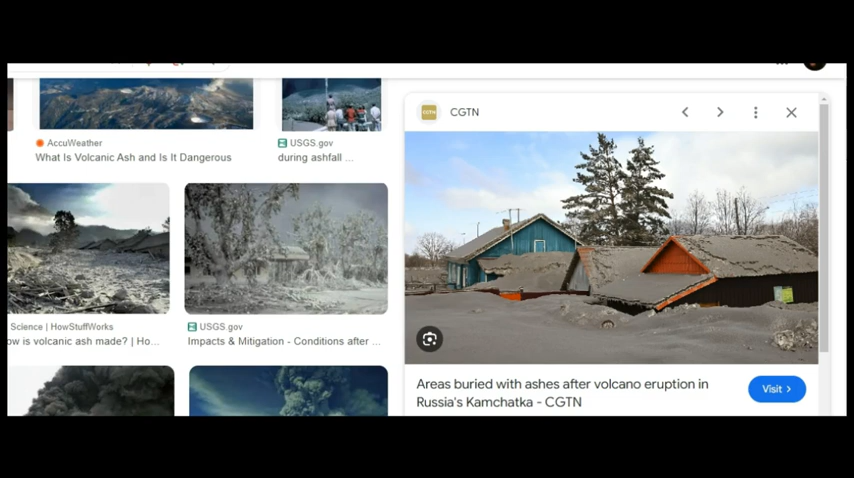 AccuWeather
What Is Volcanic Ash and Is It Dangerous
USGS.gov
during ashfall ...
Science | HowStuffWorks
ow is volcanic ash made? | Ho...
USGS.gov
Impacts & Mitigation - Conditions after ...
CGTN
CGTN
Areas buried with ashes after volcano eruption in
Russia's Kamchatka - CGTN
Visit